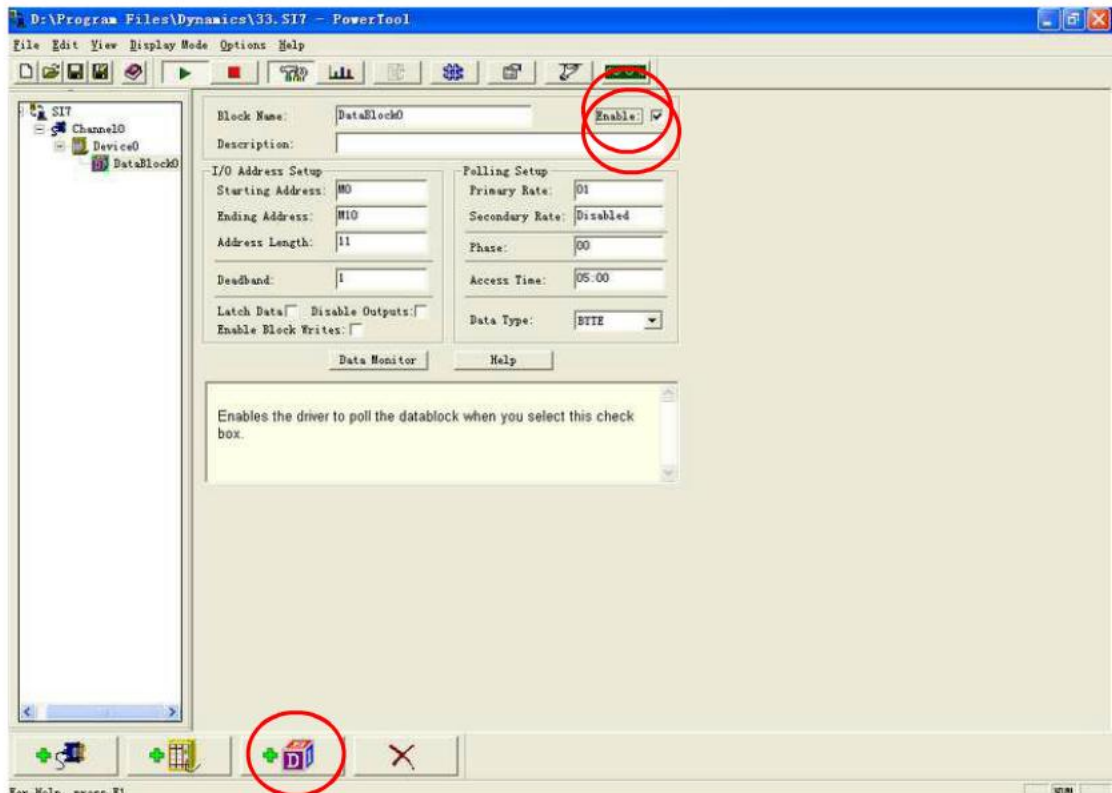 D:\Program Files\Dynamics\33.SI7 - PowerTool
File Edit View Display Mode Options Help
SI7
Channel0
Device0
DataBlock0
Block Name: DataBlock0 Enable:
Description:
I/O Address Setup
Starting Address: M0
Ending Address: M10
Address Length: 11
Deadband: 1
Latch Data Disable Outputs:
Enable Block Writes:
Polling Setup
Primary Rate: 01
Secondary Rate: Disabled
Phase: 00
Access Time: 05:00
Data Type: BYTE
Data Monitor Help
Enables the driver to poll the datablock when you select this check
box.
D
For Help, press F1
NUM